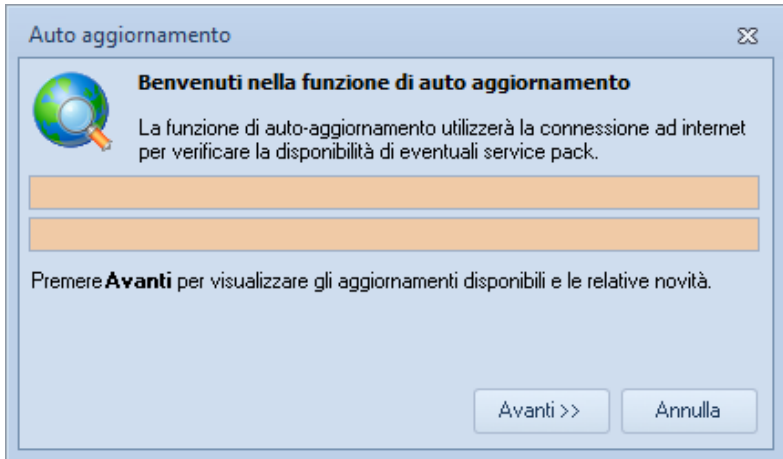 Auto aggiornamento
Benvenuti nella funzione di auto aggiornamento
La funzione di auto-aggiornamento utilizzerà la connessione ad internet
per verificare la disponibilità di eventuali service pack.
Premere Avanti per visualizzare gli aggiornamenti disponibili e le relative novità.
Avanti >> Annulla